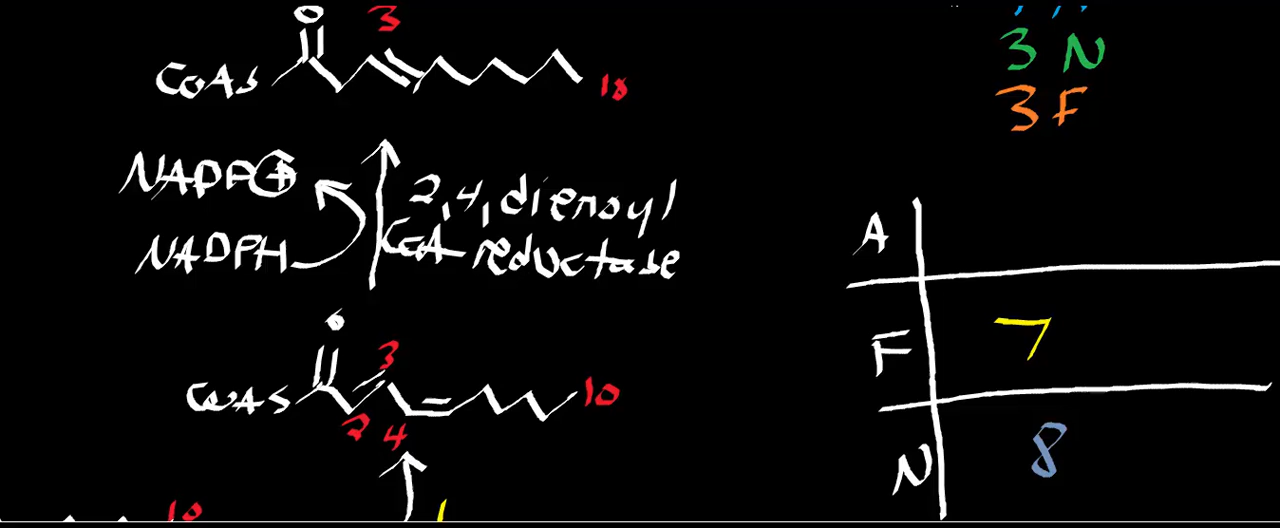 O 3
CoAs 10
NADP⊕
NADPH
2,4, dienoyl
CoA reductase
O
3
CoAS 10
2 4
10
3 N
3 F
A
F 7
N 8